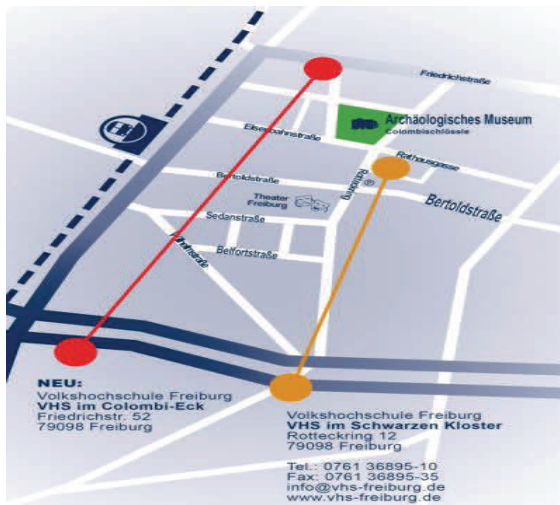 Friedrichstraße
Archäologisches Museum
Colombischlössle
Eisenbahnstraße
Rathausgasse
Rotteckring
Bertoldstraße
Bertoldstraße
Theater
Freiburg
Sedanstraße
Wilhelmstraße
Belfortstraße
NEU:
Volkshochschule Freiburg
VHS im Colombi-Eck
Friedrichstr. 52
79098 Freiburg
Volkshochschule Freiburg
VHS im Schwarzen Kloster
Rotteckring 12
79098 Freiburg
Tel.: 0761 36895-10
Fax: 0761 36895-35
info@vhs-freiburg.de
www.vhs-freiburg.de